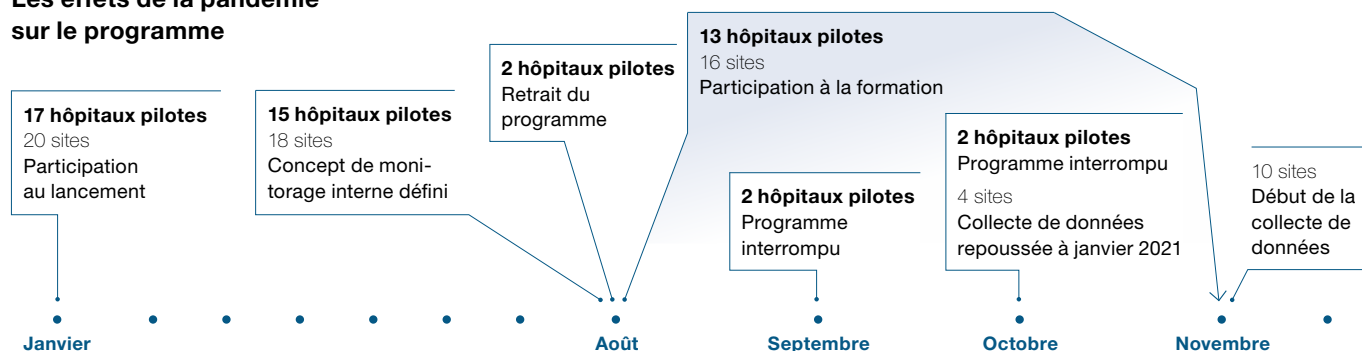 Les effets de la pandémie
sur le programme
17 hôpitaux pilotes
20 sites
Participation
au lancement
15 hôpitaux pilotes
18 sites
Concept de moni-
torage interne défini
2 hôpitaux pilotes
Retrait du
programme
13 hôpitaux pilotes
16 sites
Participation à la formation
2 hôpitaux pilotes
Programme
interrompu
2 hôpitaux pilotes
Programme interrompu
4 sites
Collecte de données
repoussée à janvier 2021
10 sites
Début de la
collecte de
données
Janvier
Août
Septembre
Octobre
Novembre